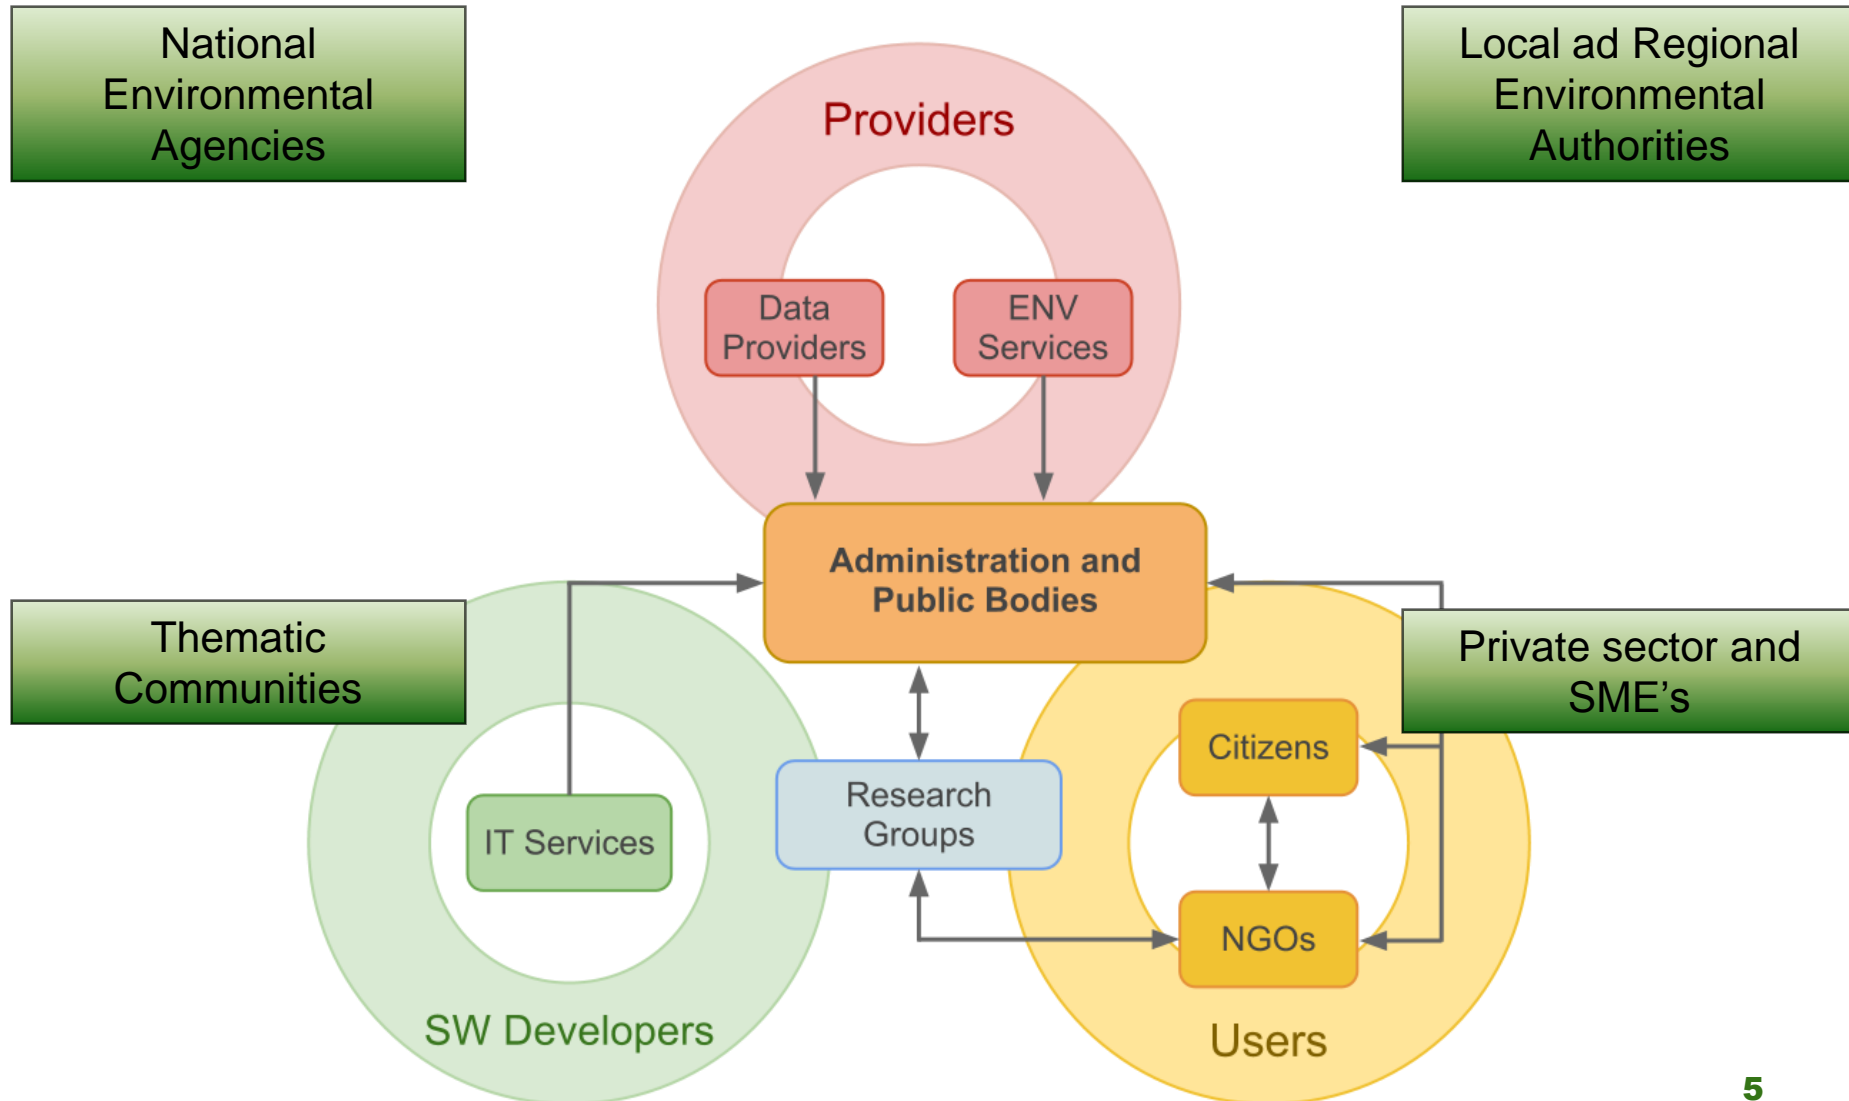 National
Environmental
Agencies
Local ad Regional
Environmental
Authorities
Providers
Data
Providers
ENV
Services
Administration and
Public Bodies
Thematic
Communities
Private sector and
SME’s
Citizens
Research
Groups
IT Services
NGOs
SW Developers
Users
5